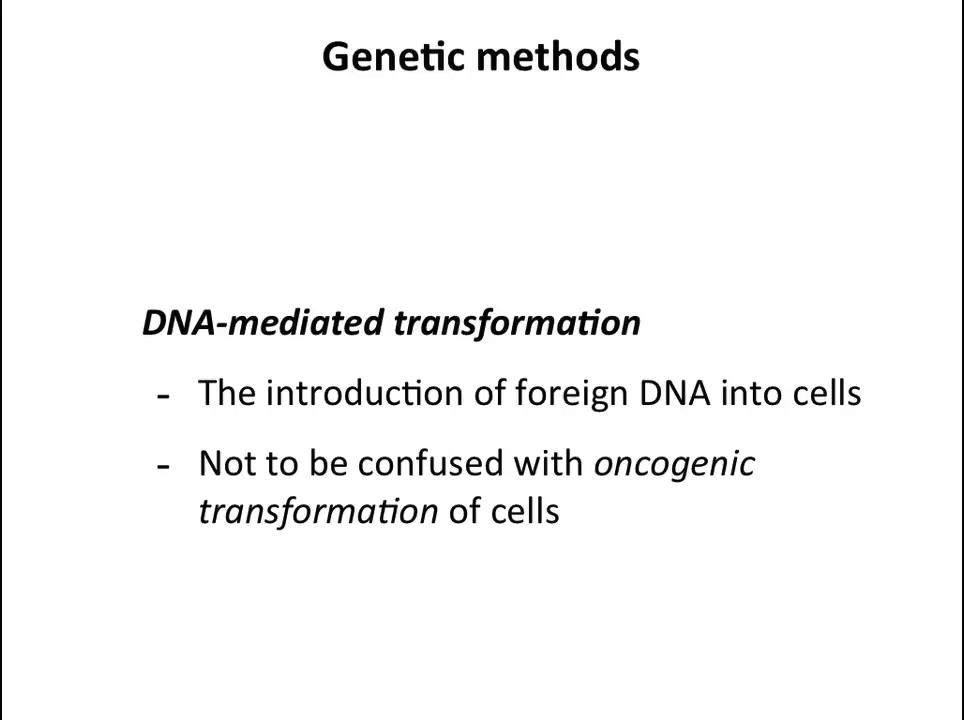 Genetic methods
DNA-mediated transformation
- The introduction of foreign DNA into cells
- Not to be confused with oncogenic
transformation of cells